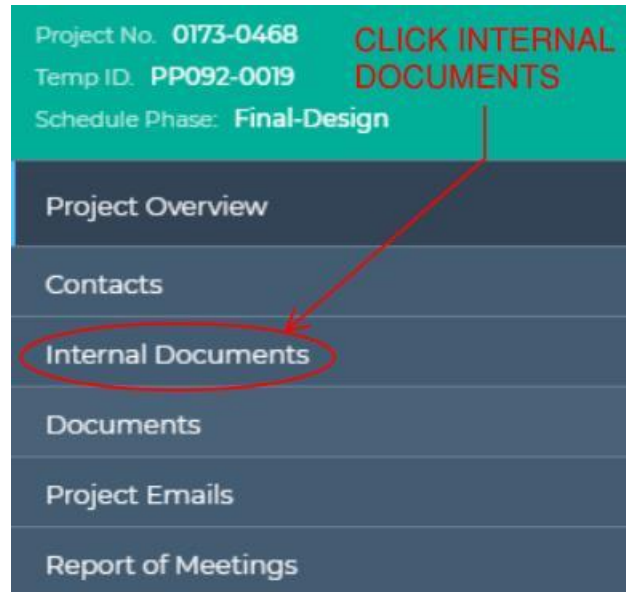 Project No. 0173-0468
CLICK INTERNAL
DOCUMENTS
Temp ID. PP092-0019
Schedule Phase: Final-Design
Project Overview
Contacts
Internal Documents
Documents
Project Emails
Report of Meetings